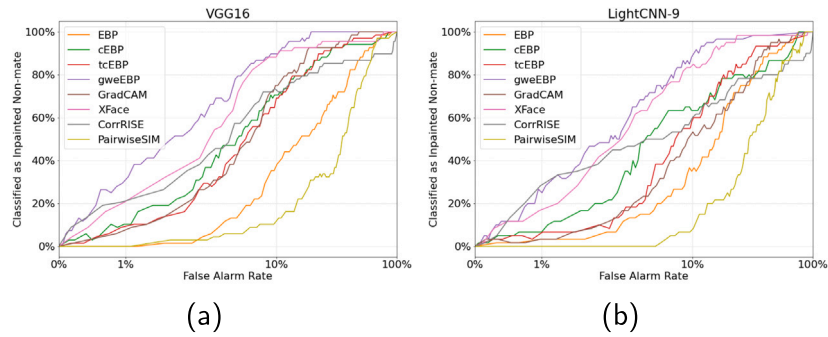 VGG16
Classified as Inpainted Non-mate
100%
80%
60%
40%
20%
0%
EBP
cEBP
tcEBP
gweEBP
GradCAM
XFace
CorrRISE
PairwiseSIM
0%
1%
10%
100%
False Alarm Rate
(a)
LightCNN-9
Classified as Inpainted Non-mate
100%
80%
60%
40%
20%
0%
EBP
cEBP
tcEBP
gweEBP
GradCAM
XFace
CorrRISE
PairwiseSIM
0%
1%
10%
100%
False Alarm Rate
(b)